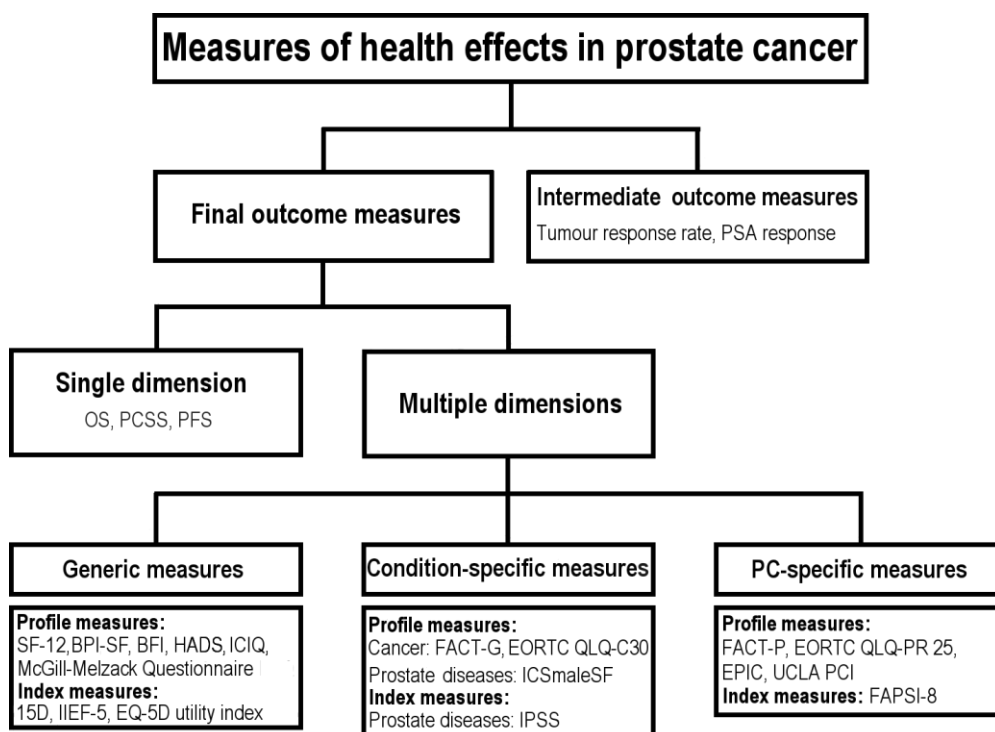 Measures of health effects in prostate cancer
Final outcome measures
Intermediate outcome measures
Tumour response rate, PSA response
Single dimension
OS, PCSS, PFS
Multiple dimensions
Generic measures
Profile measures:
SF-12,BPI-SF, BFI, HADS, ICIQ,
McGill-Melzack Questionnaire
Index measures:
15D, IIEF-5, EQ-5D utility index
Condition-specific measures
Profile measures:
Cancer: FACT-G, EORTC QLQ-C30
Prostate diseases: ICSmaleSF
Index measures:
Prostate diseases: IPSS
PC-specific measures
Profile measures:
FACT-P, EORTC QLQ-PR 25,
EPIC, UCLA PCI
Index measures: FAPSI-8